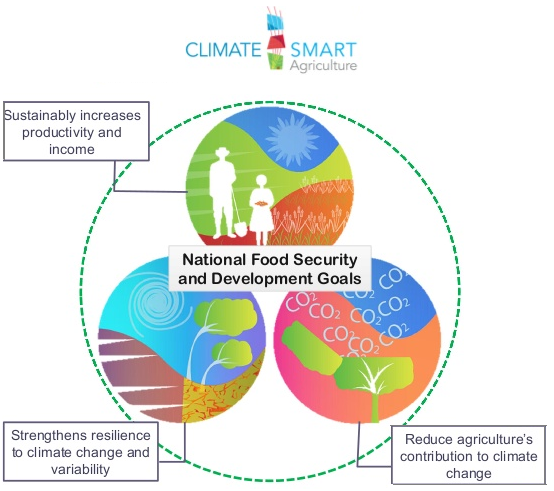 CLIMATE SMART
Agriculture
Sustainably increases
productivity and
income
National Food Security
and Development Goals
CO2
CO2
CO2
CO2
CO2
CO2
CO2
CO2
CO2
Strengthens resilience
to climate change and
variability
Reduce agriculture's
contribution to climate
change